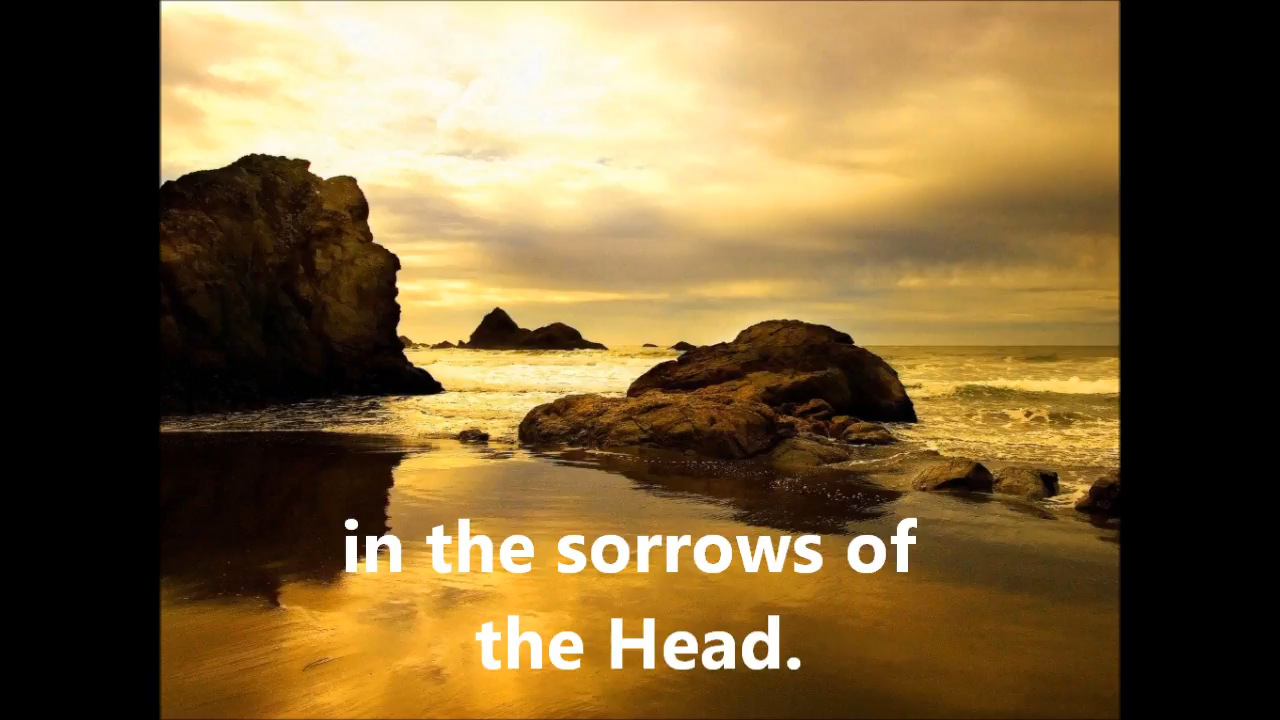 in the sorrows of
the Head.